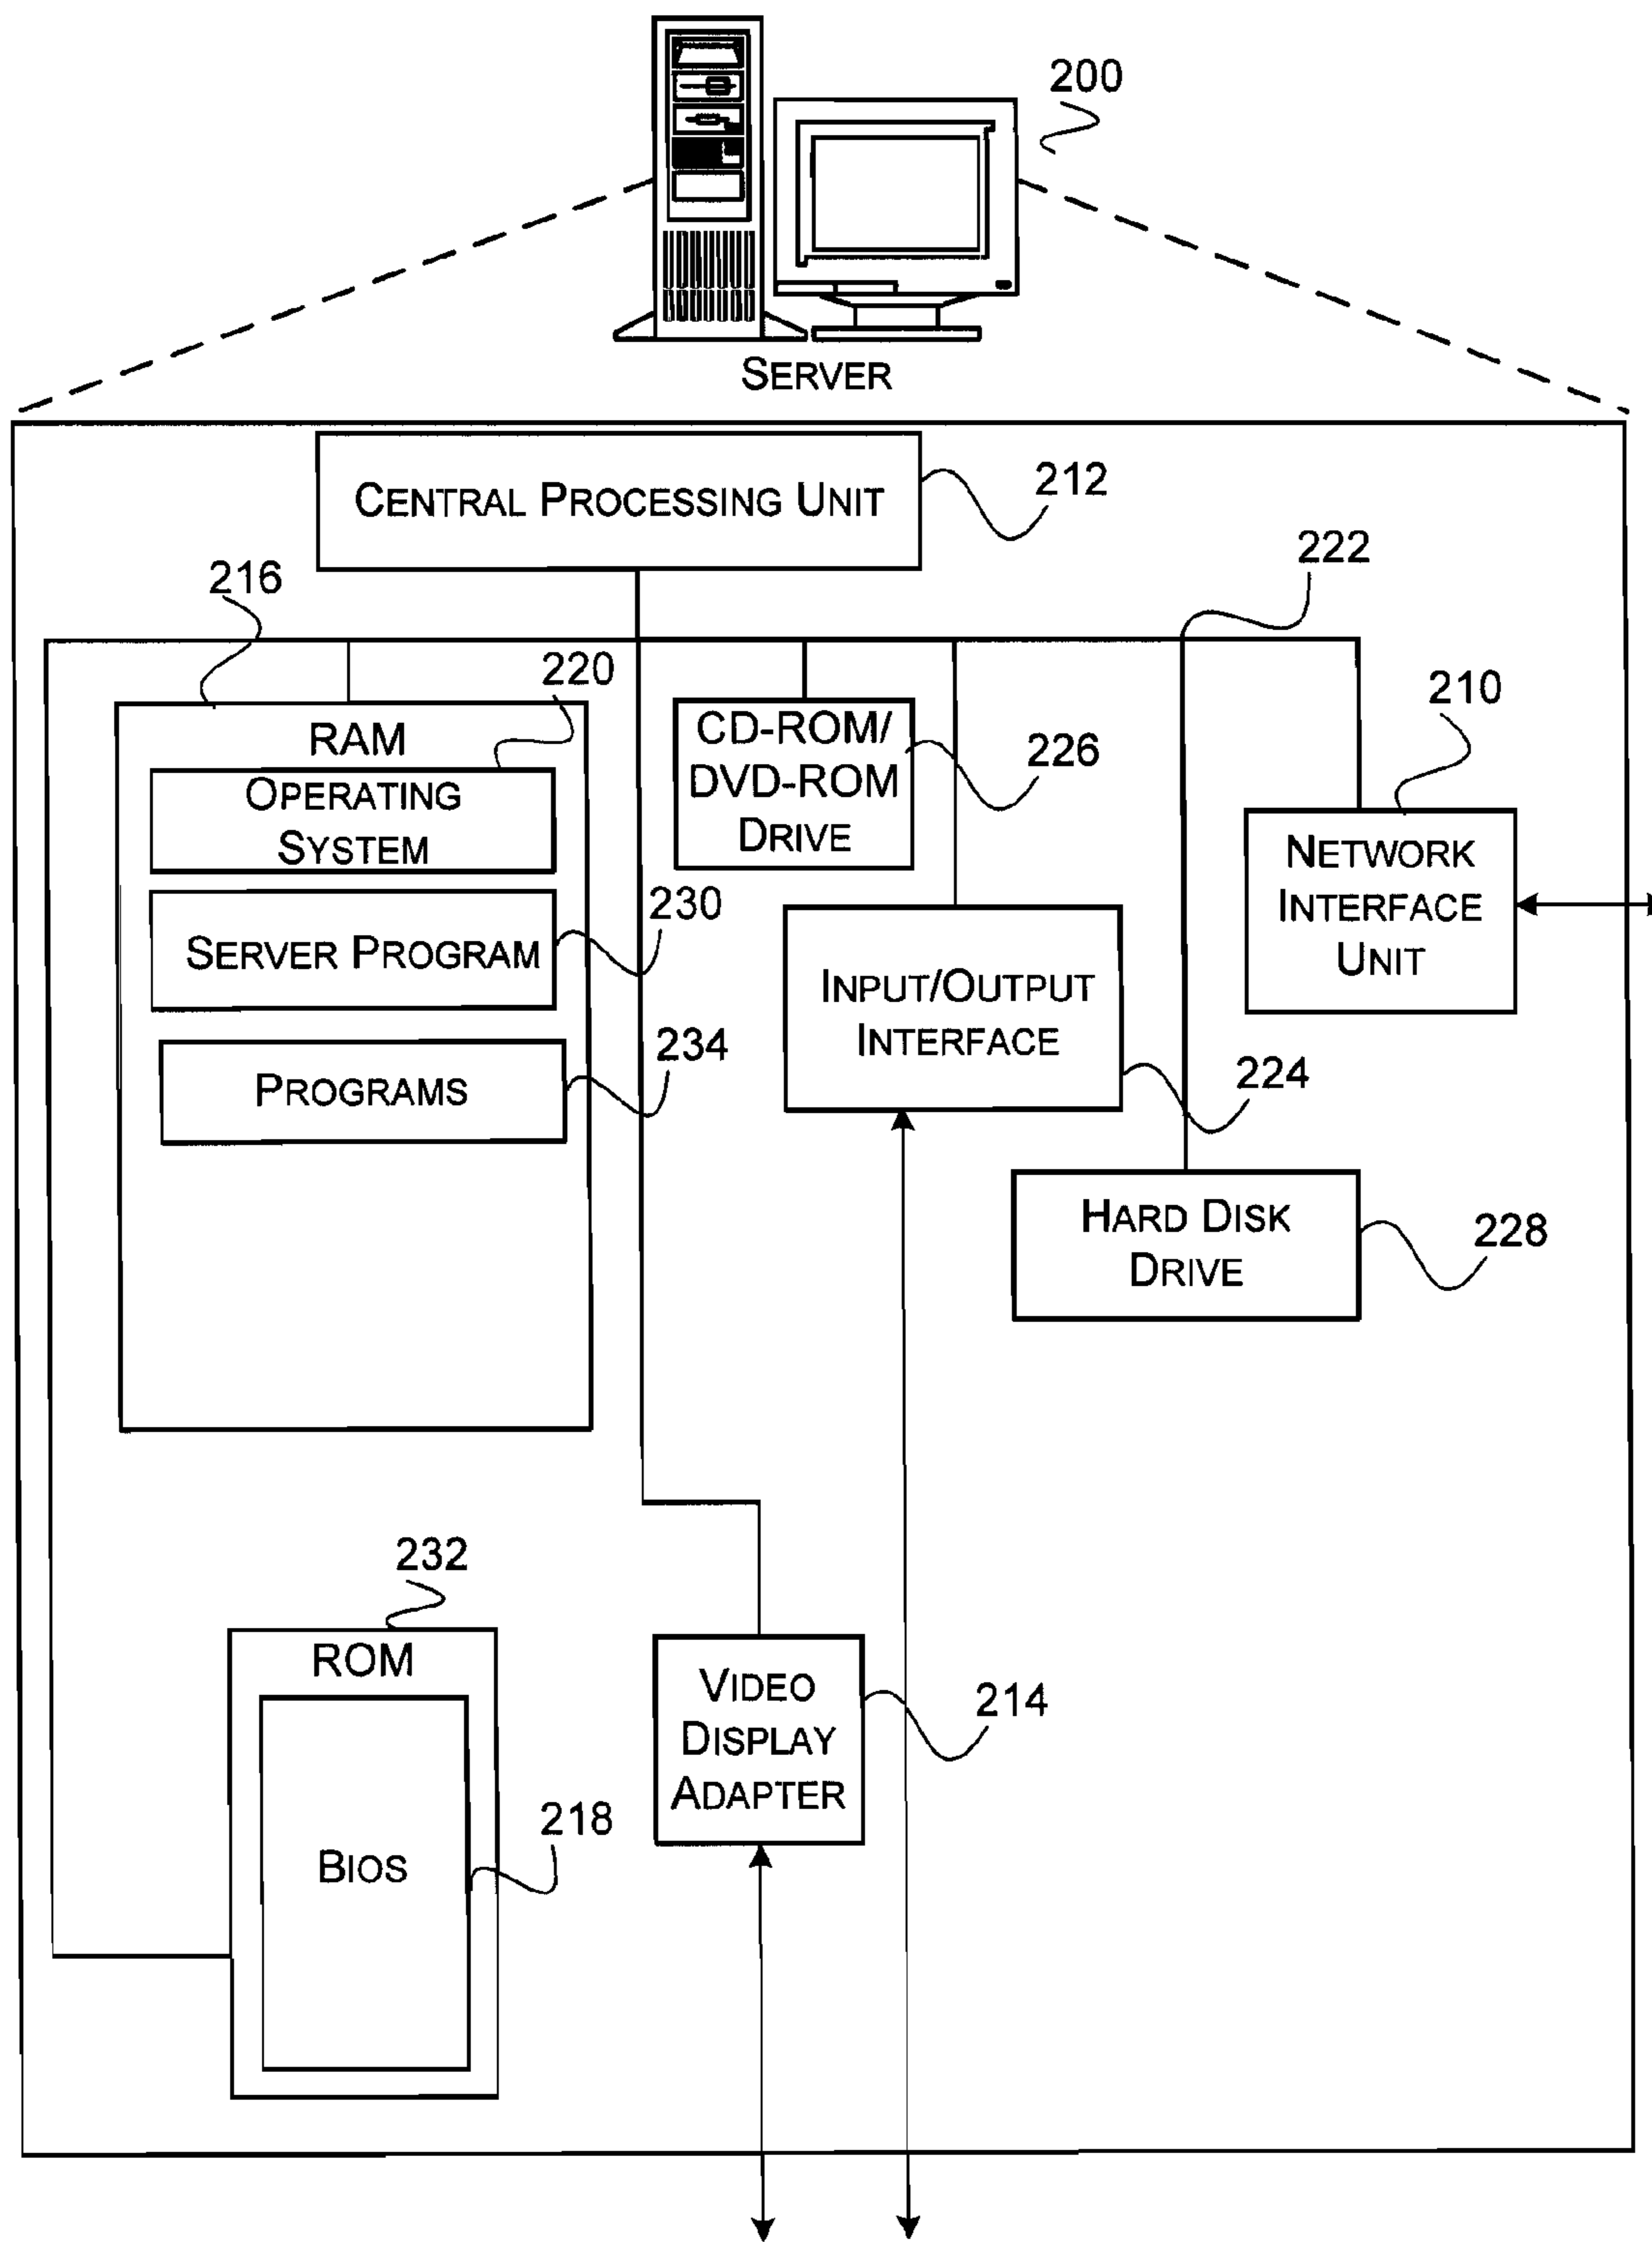 200
SERVER
CENTRAL PROCESSING UNIT
212
222
216
220
210
RAM
CD-ROM/
DVD-ROM
DRIVE
226
OPERATING
SYSTEM
NETWORK
INTERFACE
UNIT
230
SERVER PROGRAM
INPUT/OUTPUT
INTERFACE
234
PROGRAMS
224
HARD DISK
DRIVE
228
232
ROM
VIDEO
DISPLAY
ADAPTER
214
BIOS
218